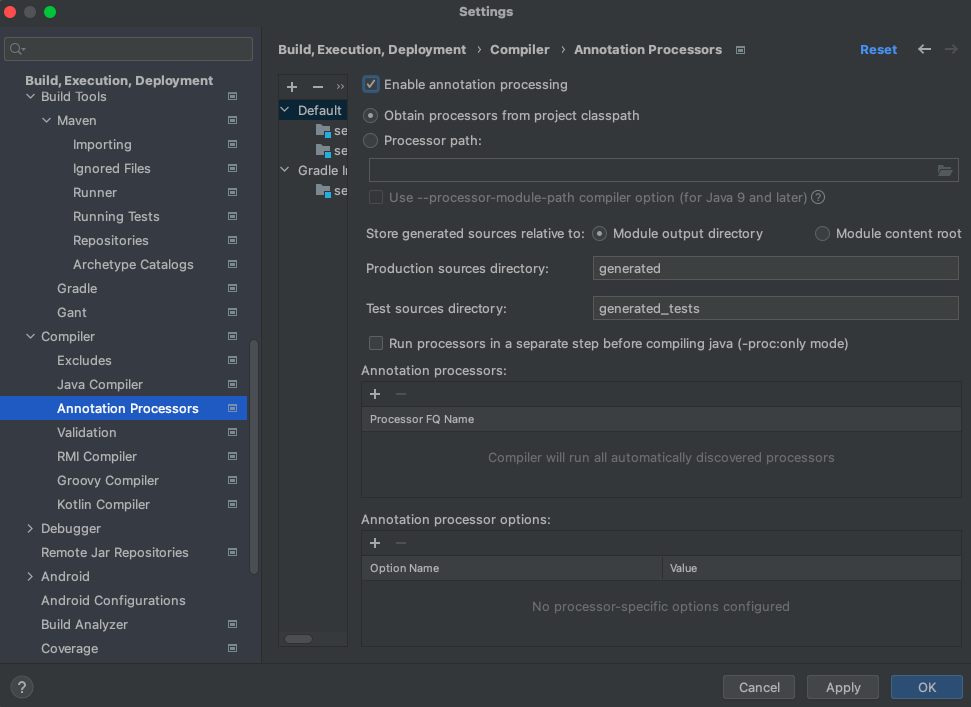 Settings
Build, Execution, Deployment
Build Tools
Maven
Importing
Ignored Files
Runner
Running Tests
Repositories
Archetype Catalogs
Gradle
Gant
Compiler
Excludes
Java Compiler
Annotation Processors
Validation
RMI Compiler
Groovy Compiler
Kotlin Compiler
Debugger
Remote Jar Repositories
Android
Android Configurations
Build Analyzer
Coverage
Build, Execution, Deployment › Compiler › Annotation Processors
Reset
Default
se
se
Gradle
se
Enable annotation processing
Obtain processors from project classpath
Processor path:
Use --processor-module-path compiler option (for Java 9 and later) ?
Store generated sources relative to: Module output directory Module content root
Production sources directory: generated
Test sources directory: generated_tests
Run processors in a separate step before compiling java (-proc:only mode)
Annotation processors:
Processor FQ Name
Compiler will run all automatically discovered processors
Annotation processor options:
Option Name Value
No processor-specific options configured
? Cancel Apply OK